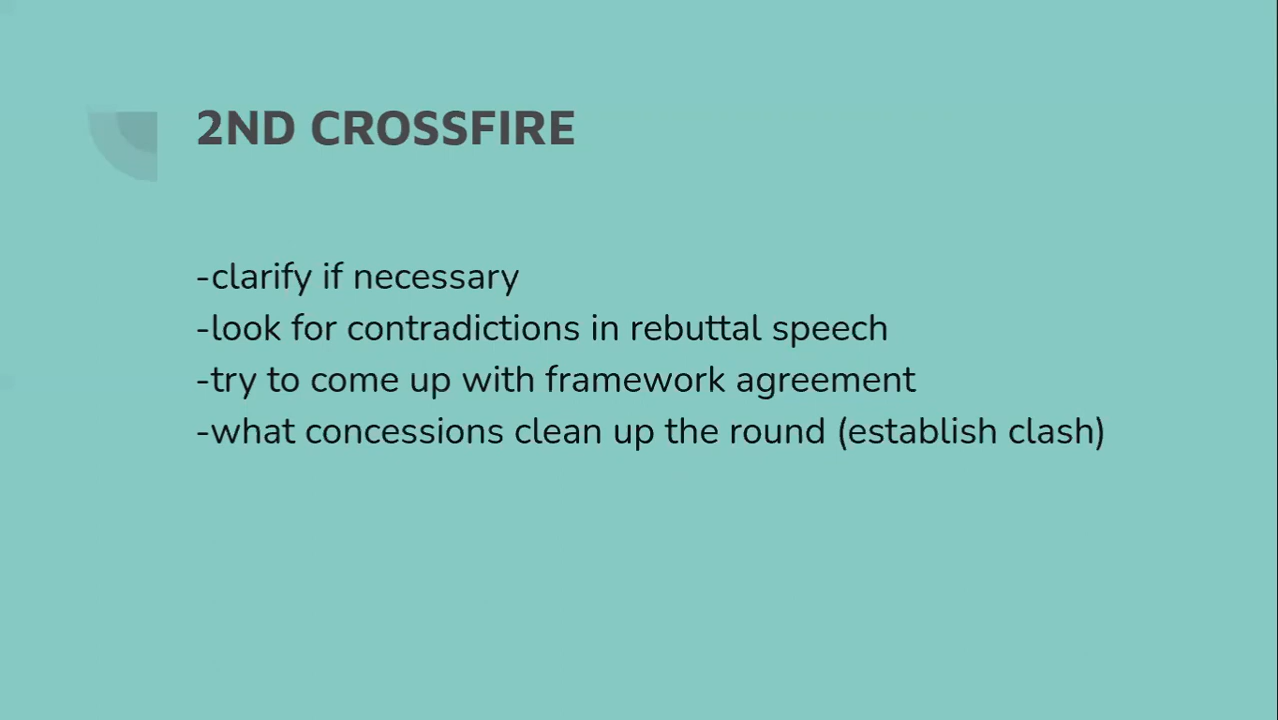 2ND CROSSFIRE
-clarify if necessary
-look for contradictions in rebuttal speech
-try to come up with framework agreement
-what concessions clean up the round (establish clash)